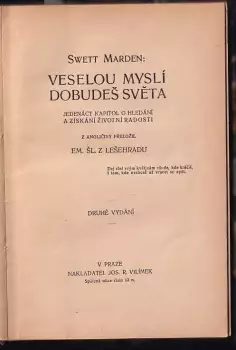 SWETT MARDEN:
VESELOU MYSLÍ
DOBUDEŠ SVĚTA
JEDENÁCT KAPITOL O HLEDÁNÍ
A ZÍSKÁNÍ ŽIVOTNÍ RADOSTI
Z ANGLIČINY PŘELOŽIL
EM. ŠL. Z LEŠEHRADU
DRUHÉ VYDÁNÍ
V PRAZE
NAKLADATEL JOS. R. VILÍMEK